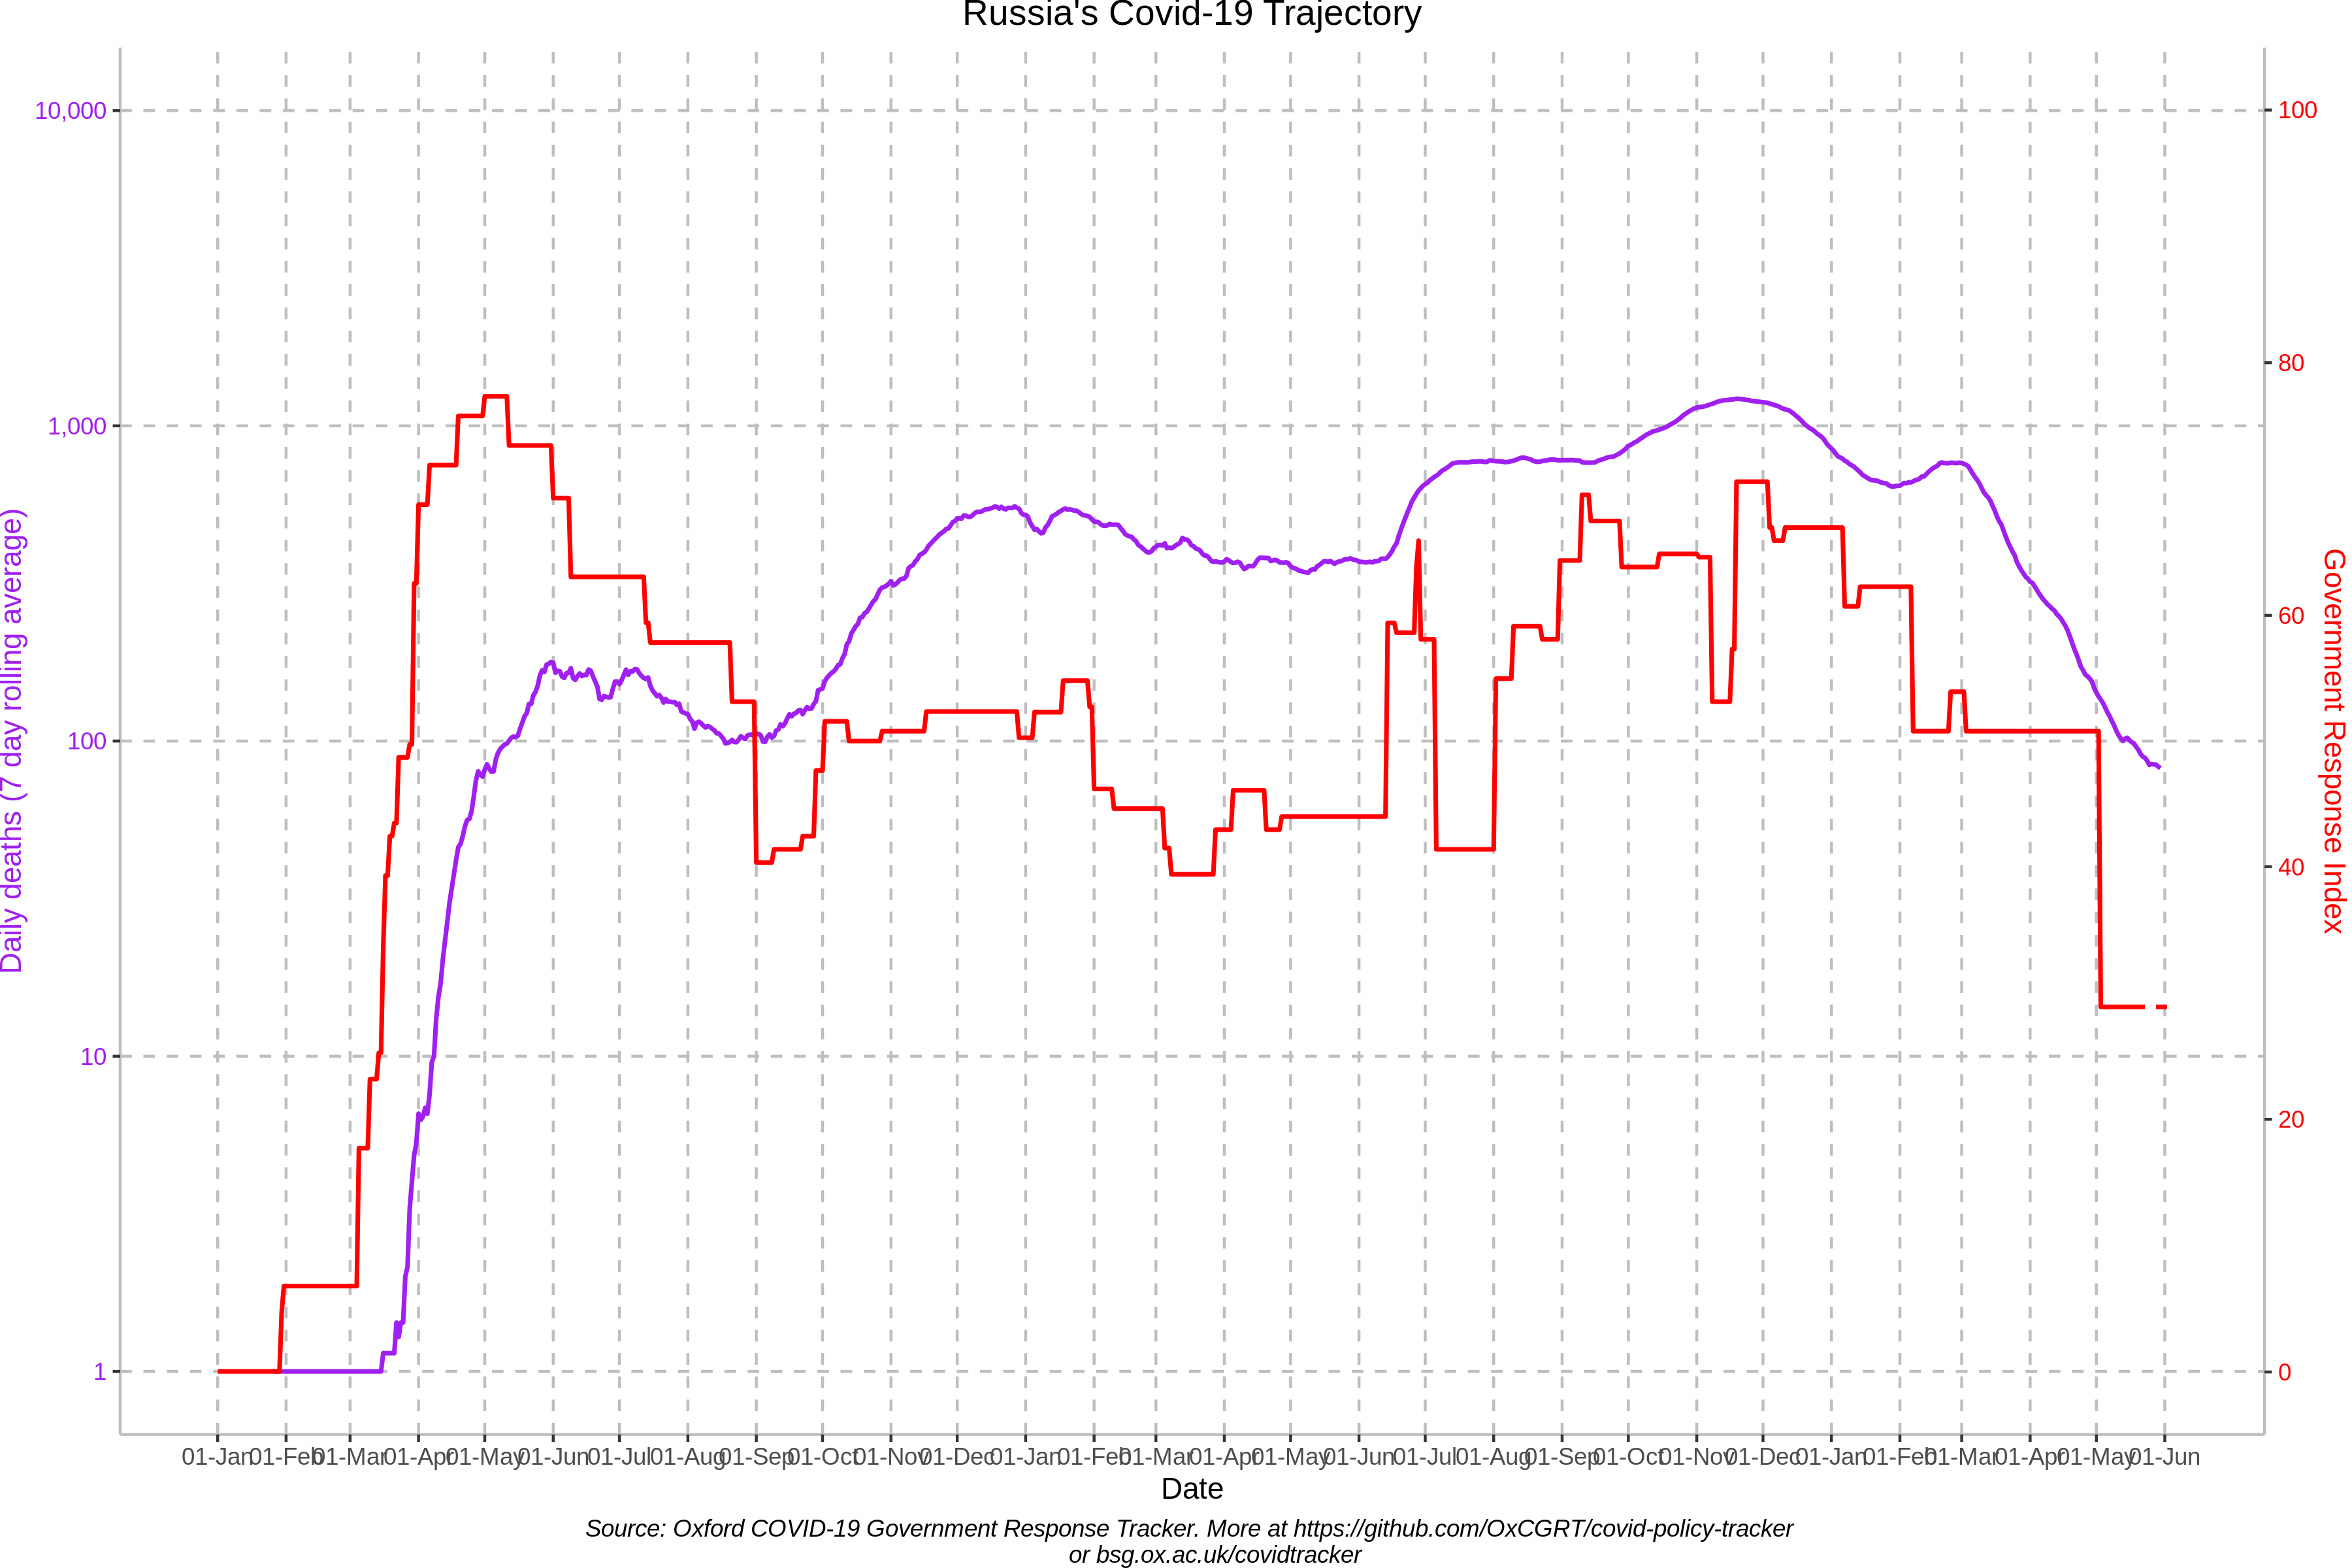 Russia's Covid-19 Trajectory
10,000
1,000
100
10
1
Daily deaths (7 day rolling average)
100
80
60
40
20
0
Government Response Index
01-Jan 01-Feb 01-Mar 01-Apr 01-May 01-Jun 01-Jul 01-Aug 01-Sep 01-Oct 01-Nov 01-Dec 01-Jan 01-Feb 01-Mar 01-Apr 01-May 01-Jun 01-Jul 01-Aug 01-Sep 01-Oct 01-Nov 01-Dec 01-Jan 01-Feb 01-Mar 01-Apr 01-May 01-Jun
Date
Source: Oxford COVID-19 Government Response Tracker. More at https://github.com/OxCGRT/covid-policy-tracker
or bsg.ox.ac.uk/covidtracker